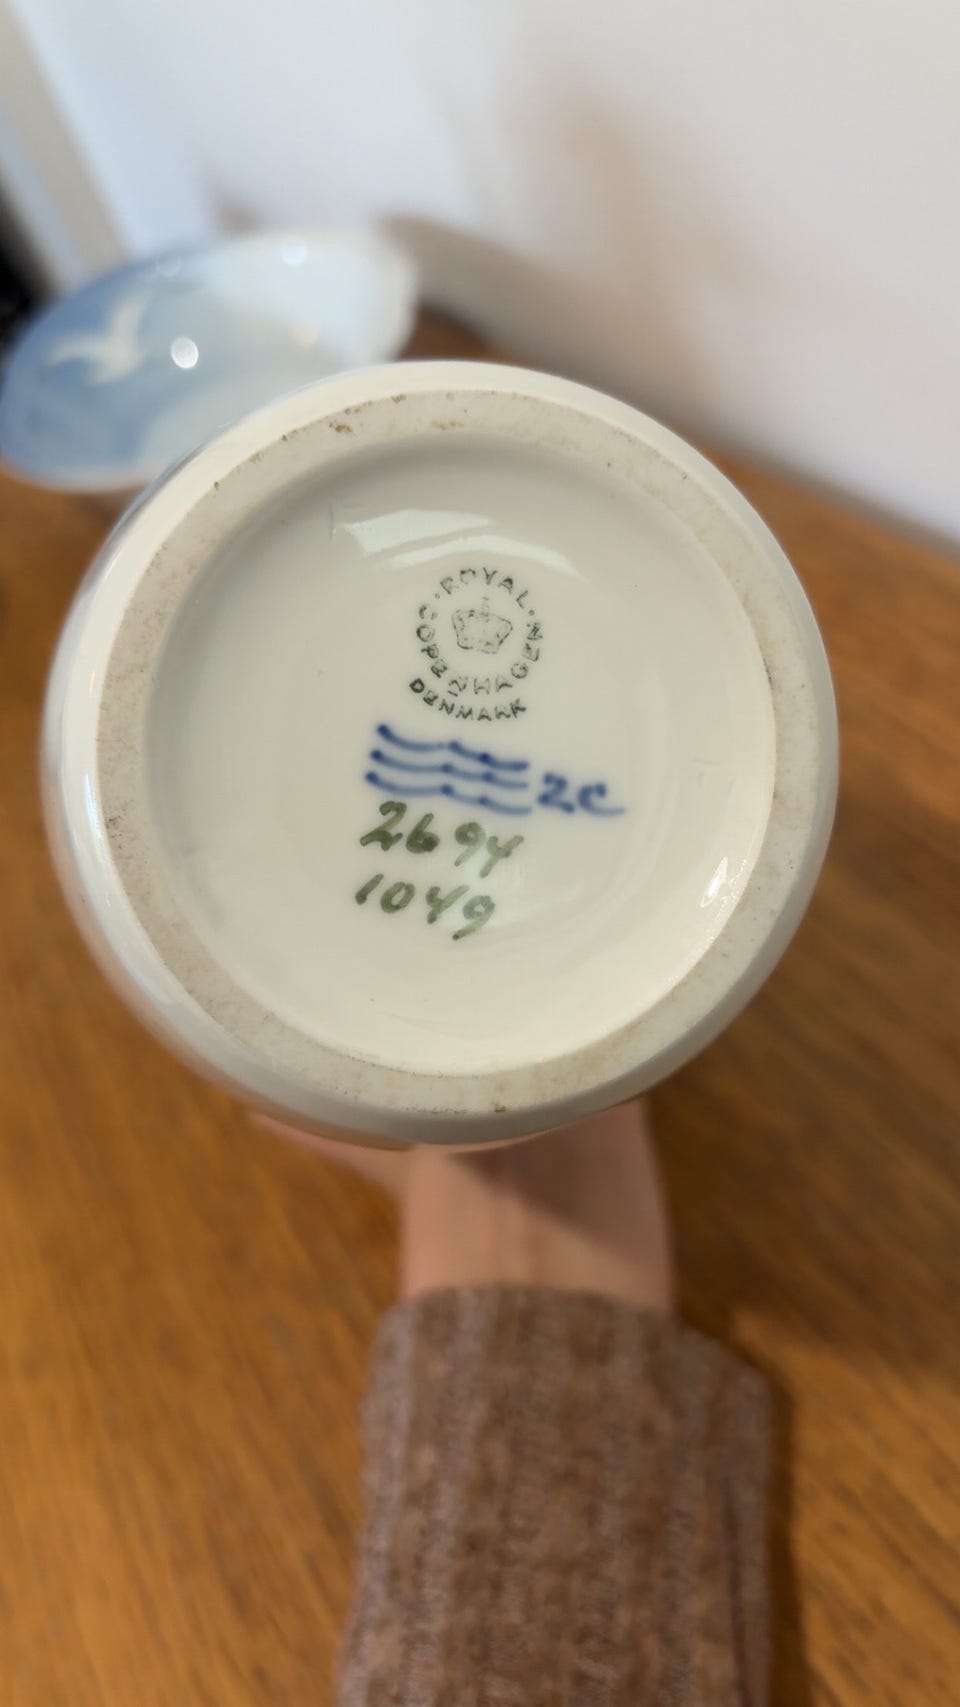 ROYAL
COPENHAGEN
DENMARK
2C
2694
1049